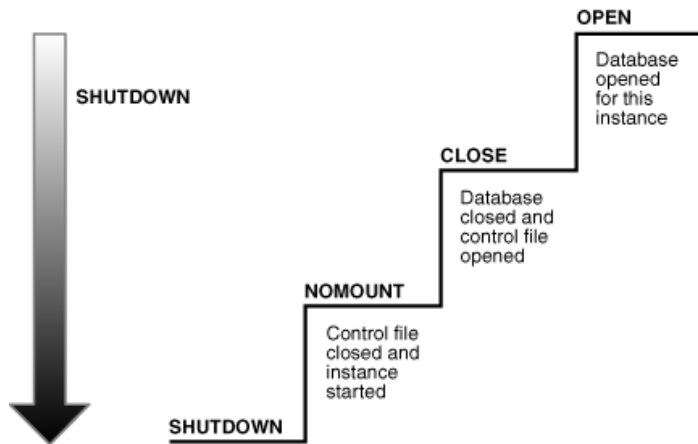 OPEN
Database
opened
for this
instance
SHUTDOWN
CLOSE
Database
closed and
control file
opened
NOMOUNT
Control file
closed and
instance
started
SHUTDOWN